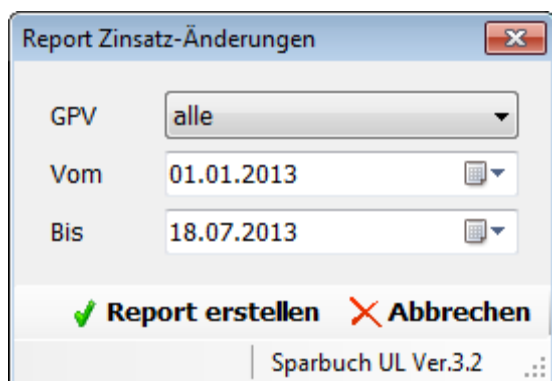 Report Zinsatz-Änderungen
GPV alle
Vom 01.01.2013
Bis 18.07.2013
Report erstellen Abbrechen
Sparbuch UL Ver.3.2